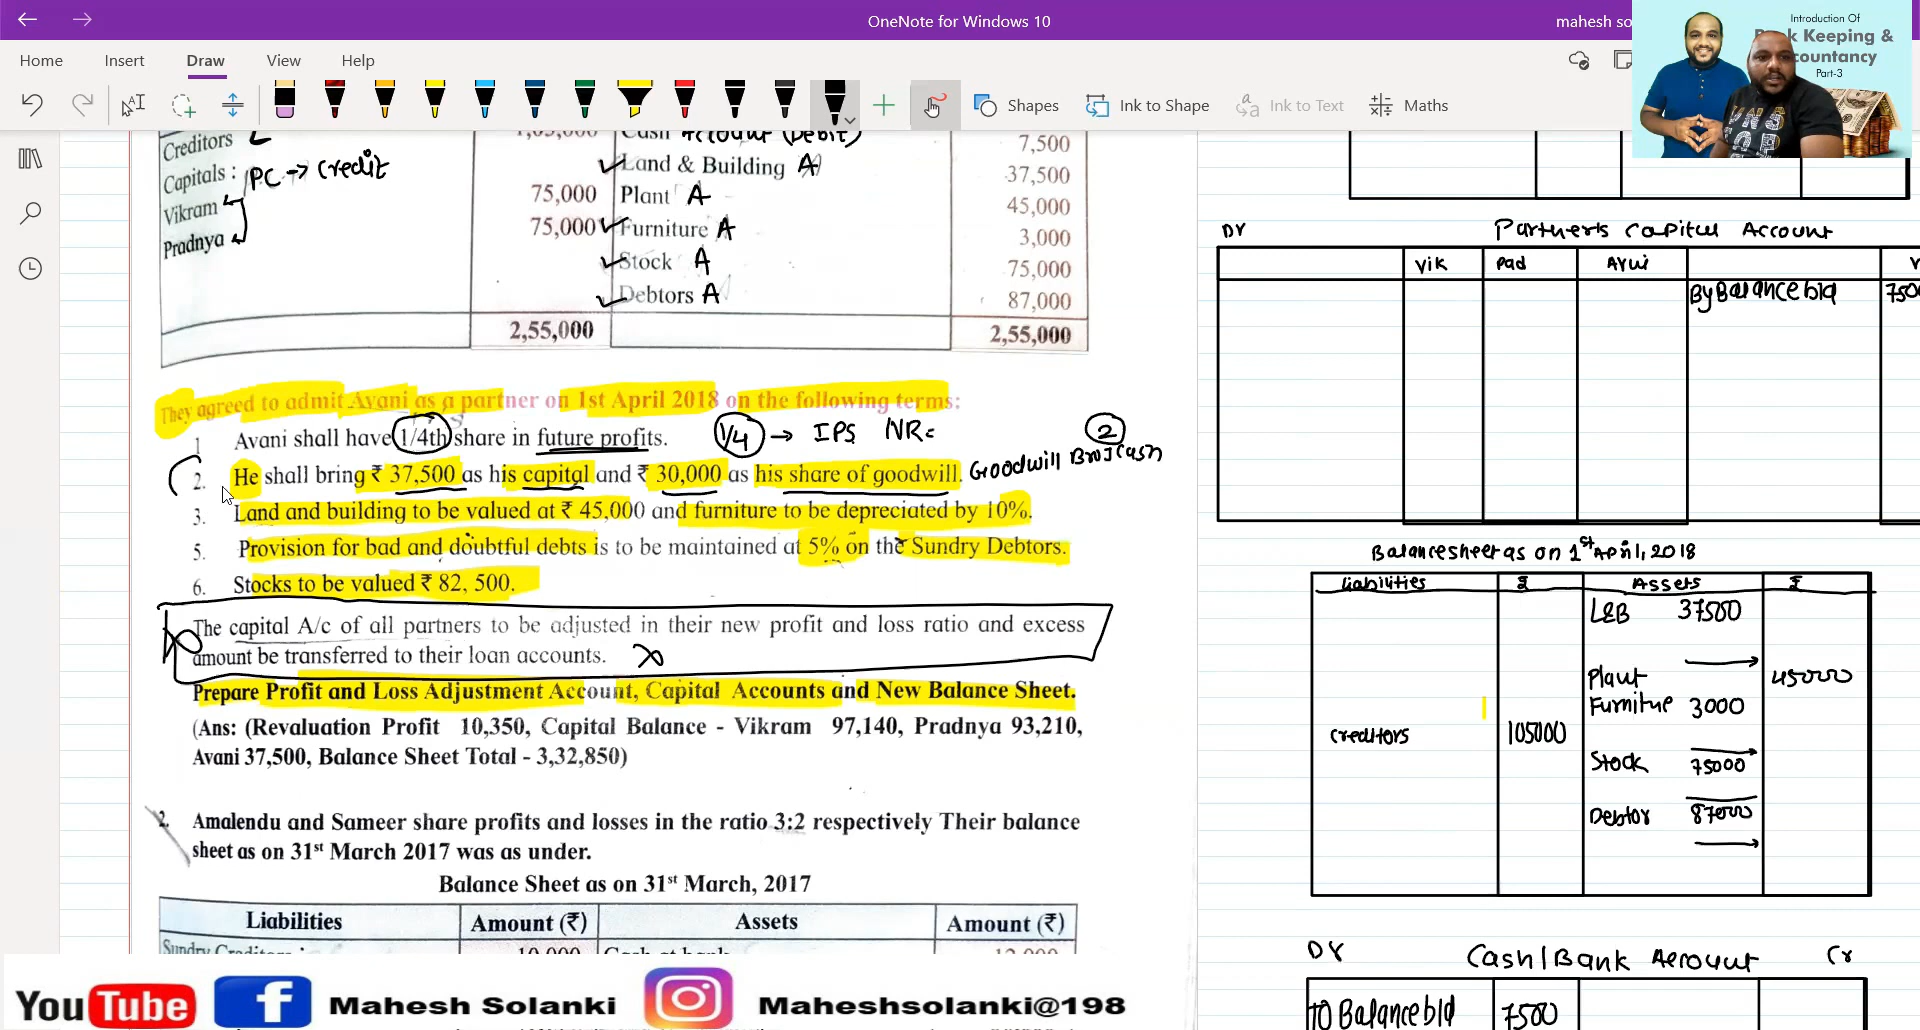 OneNote for Windows 10
mahesh so
Introduction Of
Keeping &
countancy
Part-3
Home Insert Draw View Help
Shapes Ink to Shape Ink to Text Maths
Creditors
Cash Account (Debit)
7,500
Capitals : PC → Credit
Land & Building A
37,500
Vikram 75,000 Plant A 45,000
Pradnya 75,000 Furniture A 3,000
Stock A 75,000
Debtors A 87,000
2,55,000 2,55,000
They agreed to admit Avani as a partner on 1st April 2018 on the following terms:
1 Avani shall have 1/4th share in future profits. 1/4 → IPS NR=
2
2. He shall bring ₹ 37,500 as his capital and ₹ 30,000 as his share of goodwill. Goodwill Cash
3. Land and building to be valued at ₹ 45,000 and furniture to be depreciated by 10%.
5. Provision for bad and doubtful debts is to be maintained at 5% on the Sundry Debtors.
6. Stocks to be valued ₹ 82, 500.
The capital A/c of all partners to be adjusted in their new profit and loss ratio and excess
amount be transferred to their loan accounts.
Prepare Profit and Loss Adjustment Account, Capital Accounts and New Balance Sheet.
(Ans: (Revaluation Profit 10,350, Capital Balance - Vikram 97,140, Pradnya 93,210,
Avani 37,500, Balance Sheet Total - 3,32,850)
2. Amalendu and Sameer share profits and losses in the ratio 3:2 respectively Their balance
sheet as on 31st March 2017 was as under.
Balance Sheet as on 31st March, 2017
Liabilities Amount (₹) Assets Amount (₹)
Dr Partners Capital Account
Vik Pad Avni
By Balance b/d 750
Balancesheet as on 1st April, 2018
Liabilities ₹ Assets ₹
L&B 37500
Plant 45000
Furniture 3000
Creditors 105000
Stock 75000
Debtor 87000
Dr Cash/Bank Account Cr
To Balance b/d 7500
YouTube f Mahesh Solanki Maheshsolanki@198